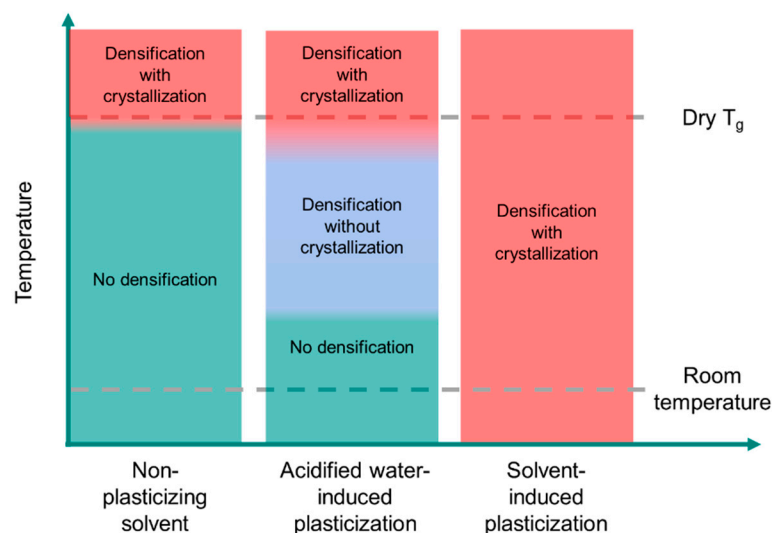 Temperature
Densification
with
crystallization
No densification
Densification
with
crystallization
Densification
without
crystallization
No densification
Densification
with
crystallization
Dry Tg
Room
temperature
Non-
plasticizing
solvent
Acidified water-
induced
plasticization
Solvent-
induced
plasticization